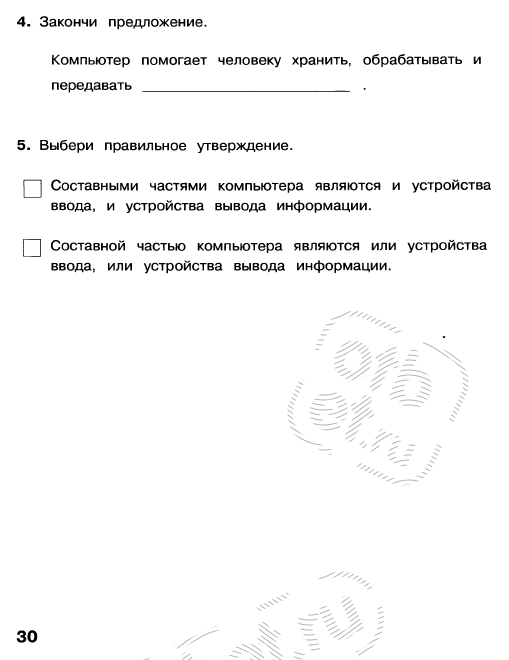 4. Закончи предложение.
Компьютер помогает человеку хранить, обрабатывать и
передавать ______________________ .
5. Выбери правильное утверждение.
Составными частями компьютера являются и устройства
ввода, и устройства вывода информации.
Составной частью компьютера являются или устройства
ввода, или устройства вывода информации.
30